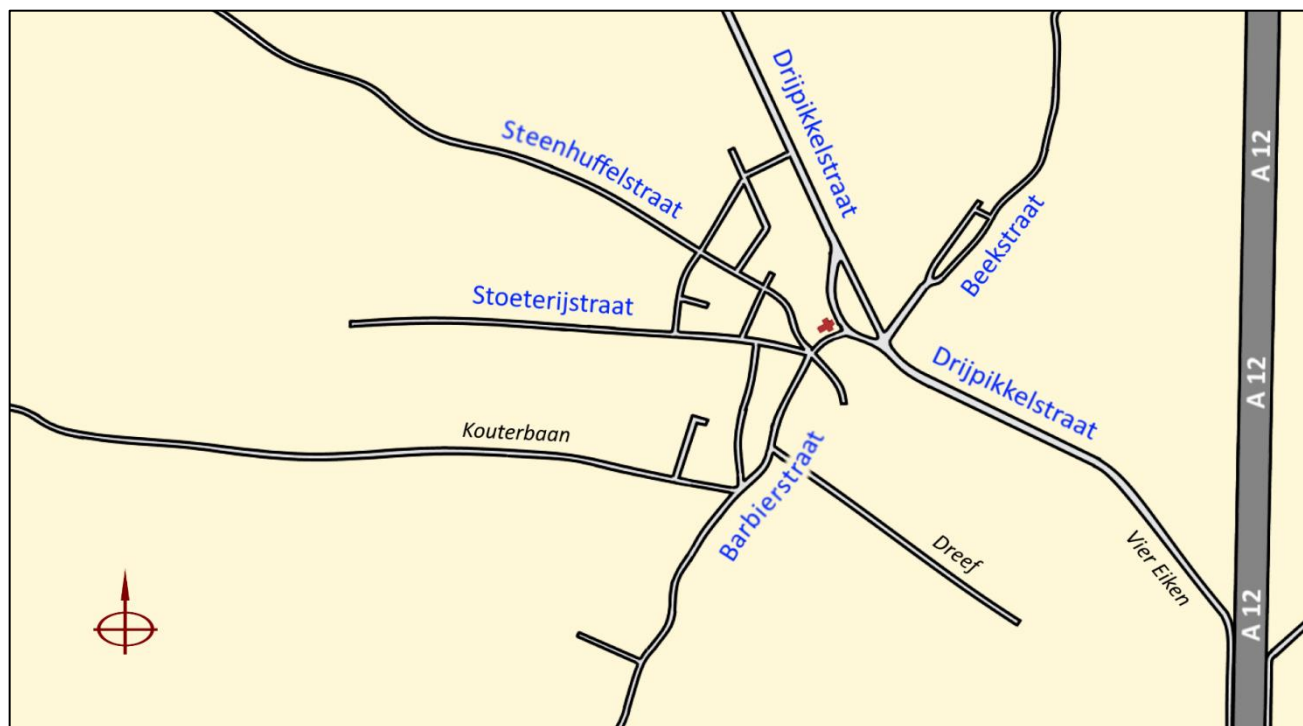 Drijpikkelstraat
A 12
Steenhuffelstraat
Beekstraat
Stoeterijstraat
Drijpikkelstraat
A 12
Kouterbaan
Barbierstraat
Dreef
Vier Eiken
A 12